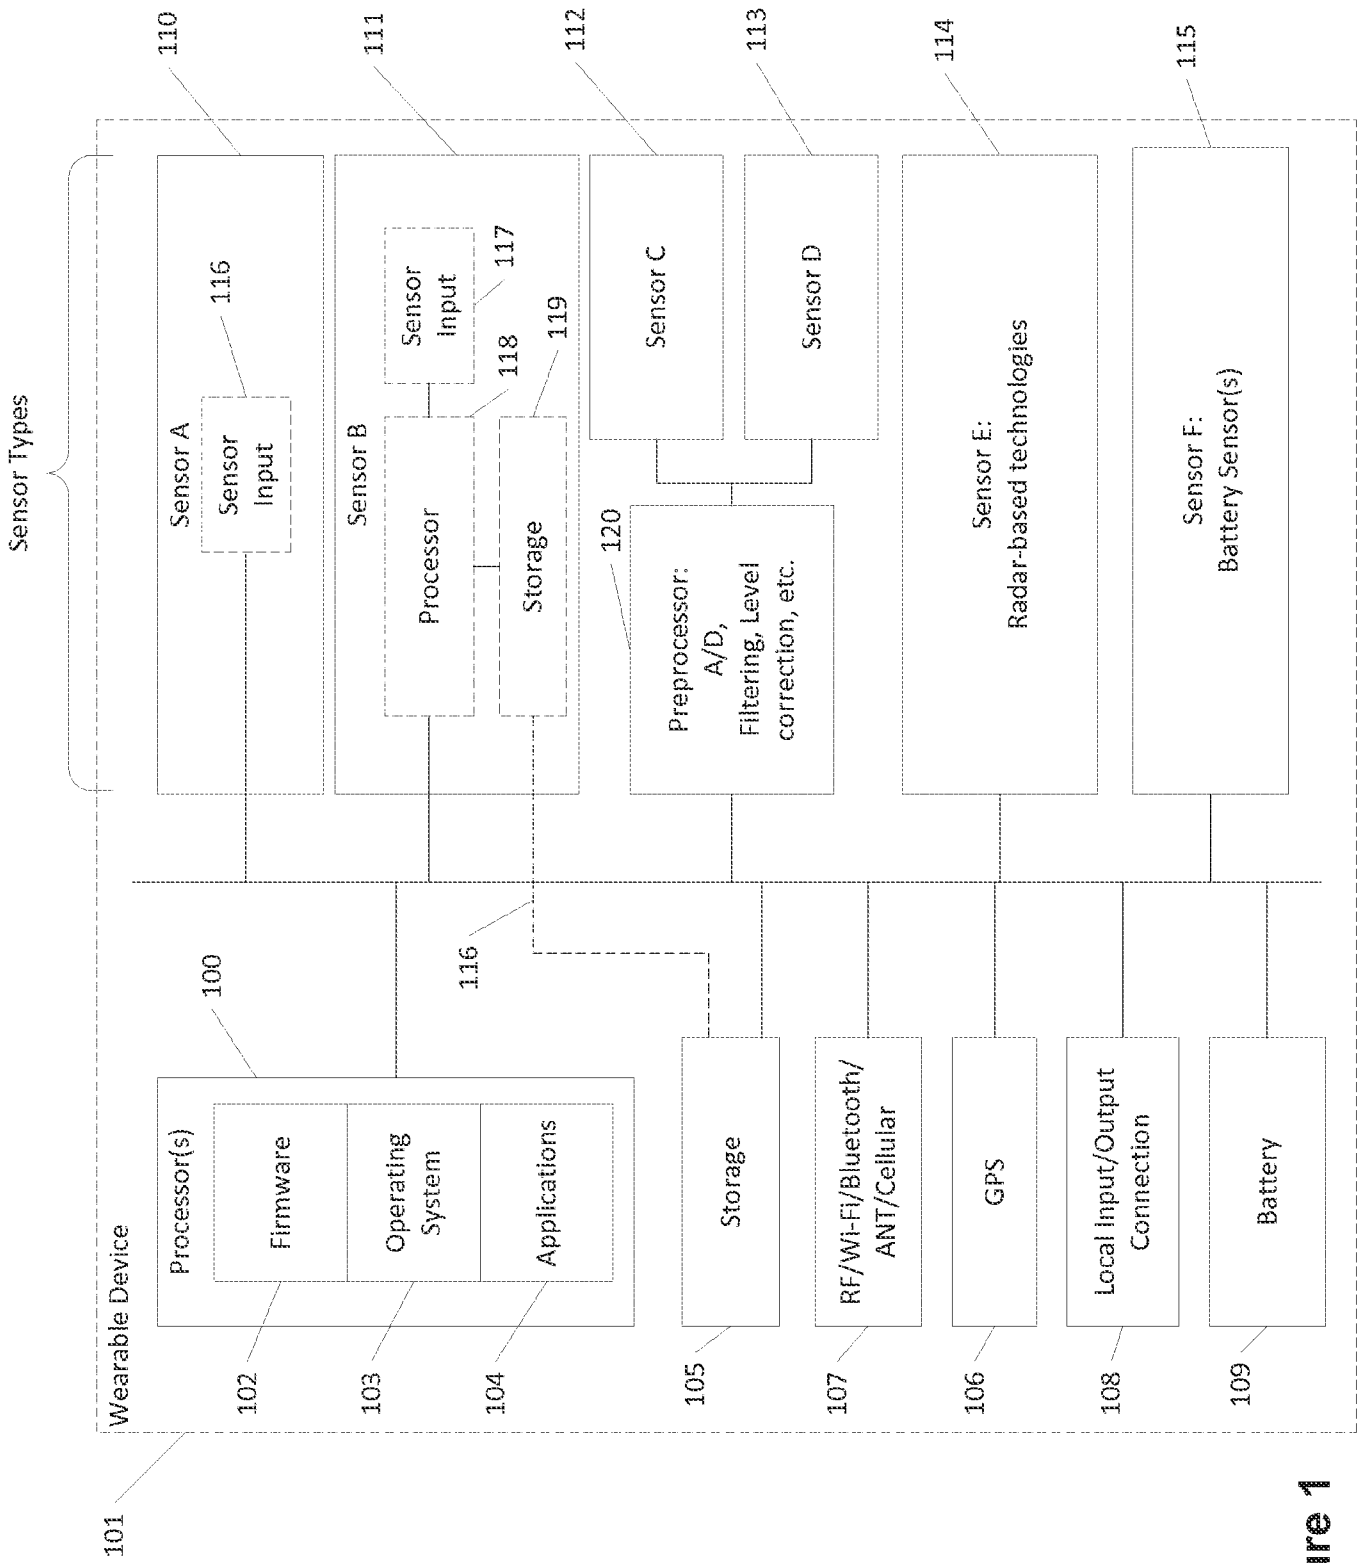 Sensor Types
Wearable Device
101
Processor(s)
100
Firmware
102
Operating
System
103
Applications
104
116
Storage
105
RF/Wi-Fi/Bluetooth/
ANT/Cellular
107
GPS
106
Local Input/Output
Connection
108
Battery
109
Sensor A
Sensor
Input
116
110
Sensor B
Processor
118
Sensor
Input
117
Storage
119
111
Preprocessor:
A/D,
Filtering, Level
correction, etc.
120
Sensor C
112
Sensor D
113
Sensor E:
Radar-based technologies
114
Sensor F:
Battery Sensor(s)
115
ure 1